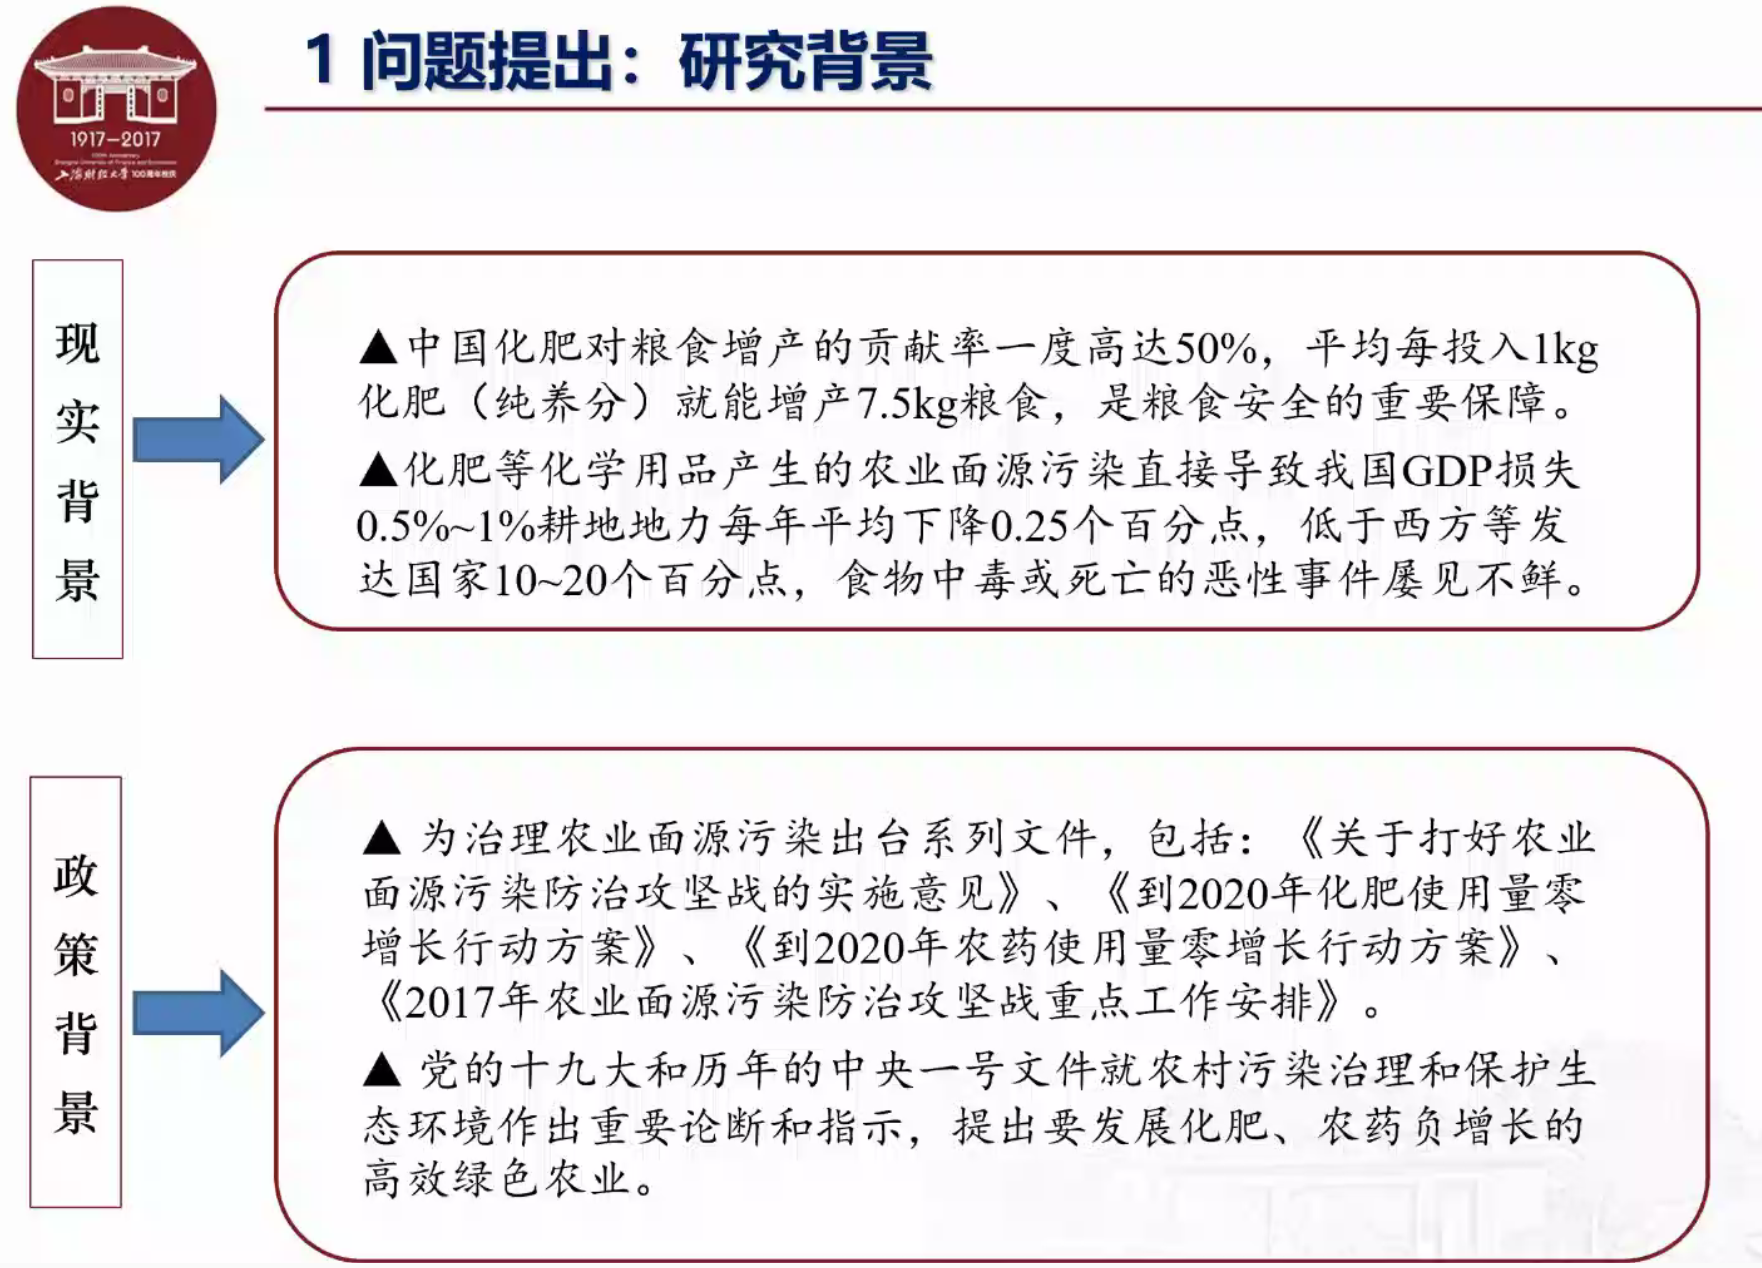 1 问题提出：研究背景
1917—2017
上海财经大学 100周年校庆
现实背景
▲中国化肥对粮食增产的贡献率一度高达50%，平均每投入1kg
化肥（纯养分）就能增产7.5kg粮食，是粮食安全的重要保障。
▲化肥等化学用品产生的农业面源污染直接导致我国GDP损失
0.5%~1%耕地地力每年平均下降0.25个百分点，低于西方等发
达国家10~20个百分点，食物中毒或死亡的恶性事件屡见不鲜。
政策背景
▲ 为治理农业面源污染出台系列文件，包括：《关于打好农业
面源污染防治攻坚战的实施意见》、《到2020年化肥使用量零
增长行动方案》、《到2020年农药使用量零增长行动方案》、
《2017年农业面源污染防治攻坚战重点工作安排》。
▲ 党的十九大和历年的中央一号文件就农村污染治理和保护生
态环境作出重要论断和指示，提出要发展化肥、农药负增长的
高效绿色农业。